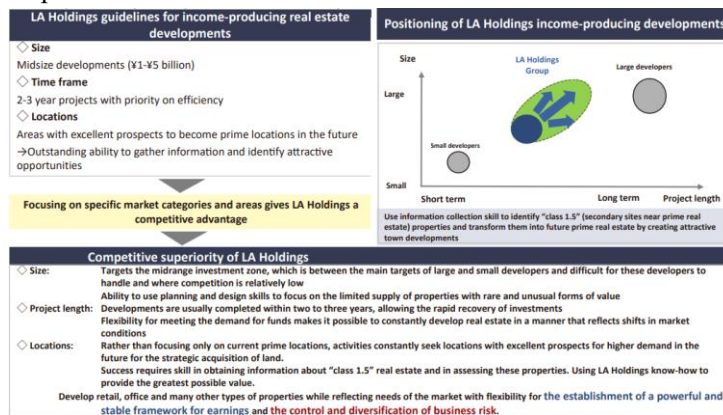 LA Holdings guidelines for income-producing real estate
developments
◇ Size
Midsize developments (¥1-¥5 billion)
◇ Time frame
2-3 year projects with priority on efficiency
◇ Locations
Areas with excellent prospects to become prime locations in the future
→Outstanding ability to gather information and identify attractive
opportunities
Focusing on specific market categories and areas gives LA Holdings a
competitive advantage
Positioning of LA Holdings income-producing developments
Size
LA Holdings
Group
Large developers
Large
Small developers
Small
Short term
Long term
Project length
Use information collection skill to identify “class 1.5” (secondary sites near prime real
estate) properties and transform them into future prime real estate by creating attractive
town developments
Competitive superiority of LA Holdings
◇ Size: Targets the midrange investment zone, which is between the main targets of large and small developers and difficult for these developers to
handle and where competition is relatively low
Ability to use planning and design skills to focus on the limited supply of properties with rare and unusual forms of value
◇ Project length: Developments are usually completed within two to three years, allowing the rapid recovery of investments
Flexibility for meeting the demand for funds makes it possible to constantly develop real estate in a manner that reflects shifts in market
conditions
◇ Locations: Rather than focusing only on current prime locations, activities constantly seek locations with excellent prospects for higher demand in the
future for the strategic acquisition of land.
Success requires skill in obtaining information about “class 1.5” real estate and in assessing these properties. Using LA Holdings know-how to
provide the greatest possible value.
Develop retail, office and many other types of properties while reflecting needs of the market with flexibility for the establishment of a powerful and
stable framework for earnings and the control and diversification of business risk.